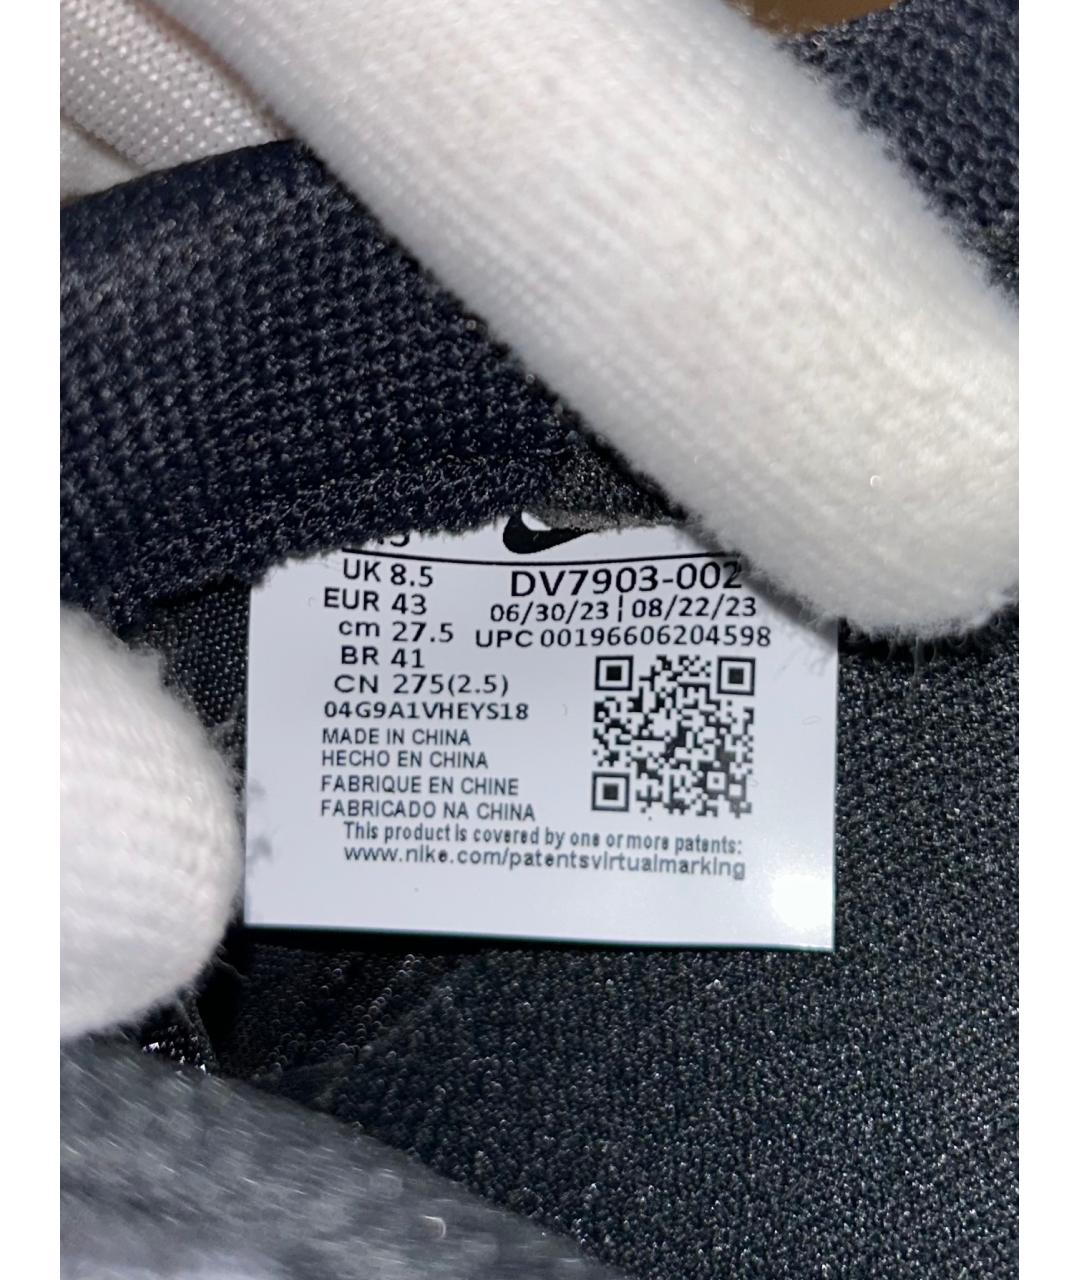 UK 8.5
EUR 43
cm 27.5
BR 41
CN 275(2.5)
04G9A1VHEYS18
DV7903-002
06/30/23 ¦ 08/22/23
UPC 00196606204598
MADE IN CHINA
HECHO EN CHINA
FABRIQUE EN CHINE
FABRICADO NA CHINA
This product is covered by one or more patents:
www.nike.com/patentsvirtualmarking